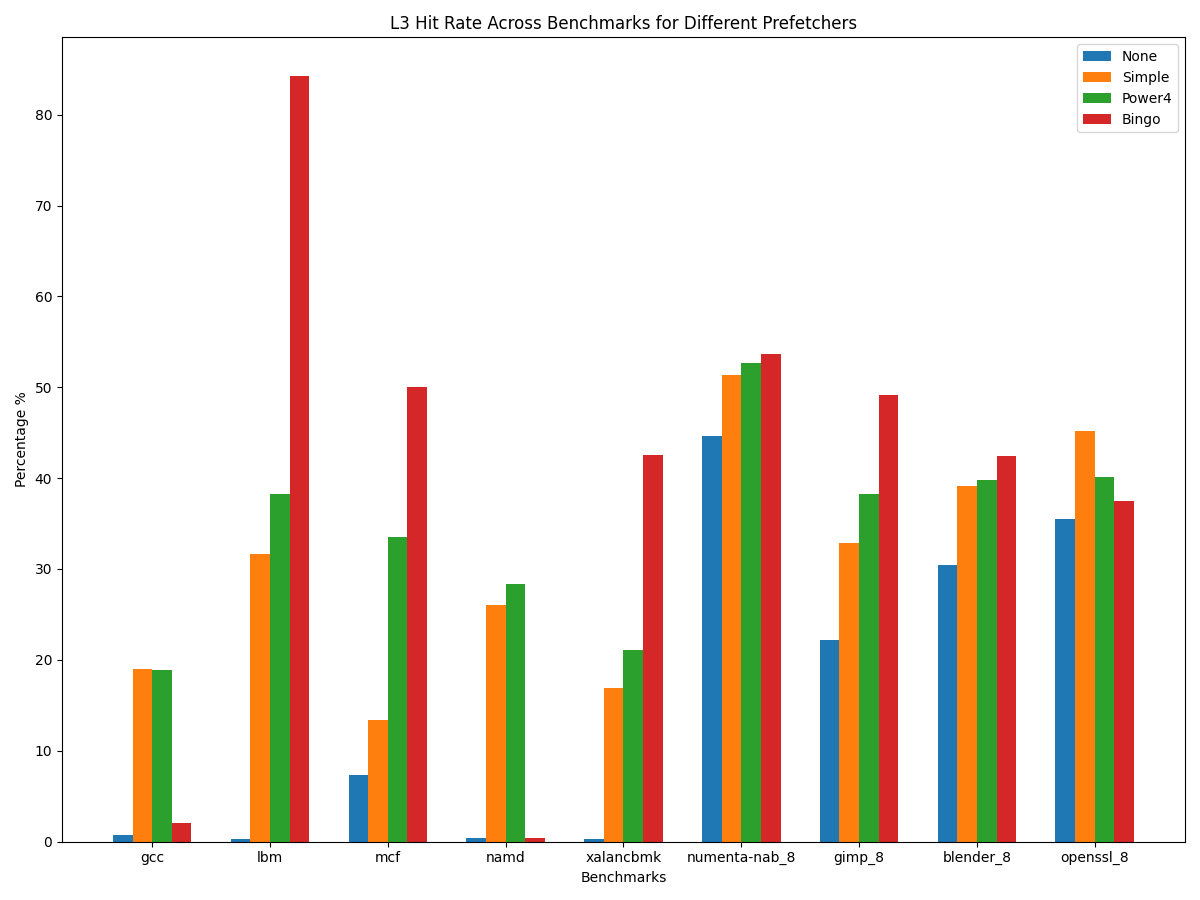 L3 Hit Rate Across Benchmarks for Different Prefetchers
None
Simple
Power4
Bingo
Percentage %
80
70
60
50
40
30
20
10
0
gcc lbm mcf namd xalancbmk numenta-nab_8 gimp_8 blender_8 openssl_8
Benchmarks